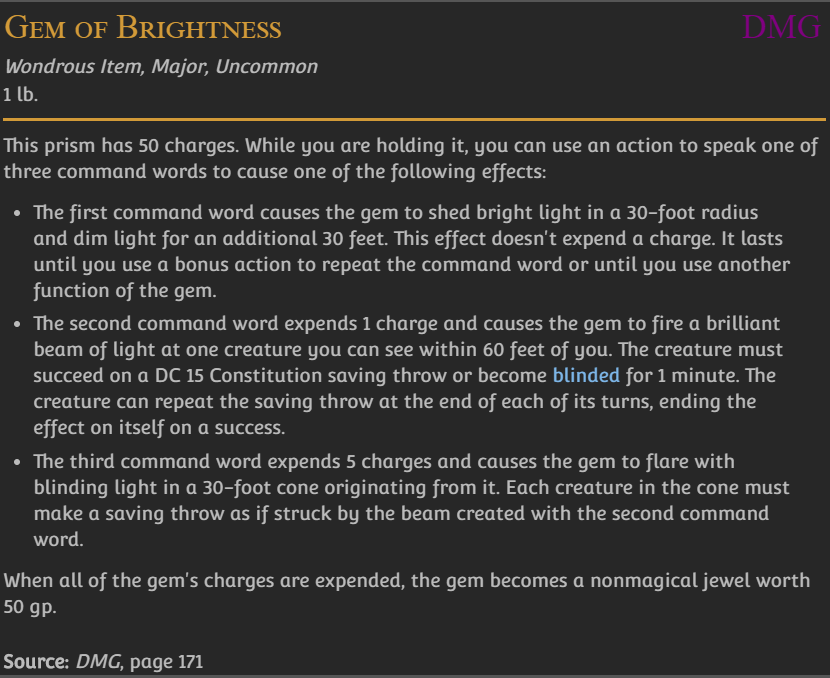 Gem of Brightness DMG
Wondrous Item, Major, Uncommon
1 lb.
This prism has 50 charges. While you are holding it, you can use an action to speak one of
three command words to cause one of the following effects:
• The first command word causes the gem to shed bright light in a 30-foot radius
and dim light for an additional 30 feet. This effect doesn't expend a charge. It lasts
until you use a bonus action to repeat the command word or until you use another
function of the gem.
• The second command word expends 1 charge and causes the gem to fire a brilliant
beam of light at one creature you can see within 60 feet of you. The creature must
succeed on a DC 15 Constitution saving throw or become blinded for 1 minute. The
creature can repeat the saving throw at the end of each of its turns, ending the
effect on itself on a success.
• The third command word expends 5 charges and causes the gem to flare with
blinding light in a 30-foot cone originating from it. Each creature in the cone must
make a saving throw as if struck by the beam created with the second command
word.
When all of the gem's charges are expended, the gem becomes a nonmagical jewel worth
50 gp.
Source: DMG, page 171